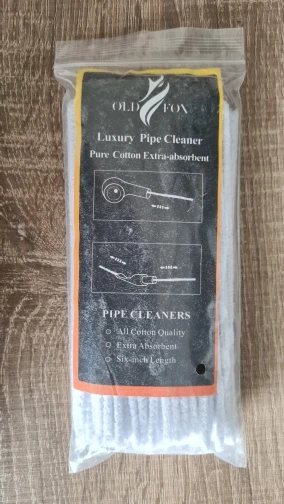 OLD FOX
Luxury Pipe Cleaner
Pure Cotton Extra-absorbent
PIPE CLEANERS
All Cotton Quality
Extra Absorbent
Six-inch Length